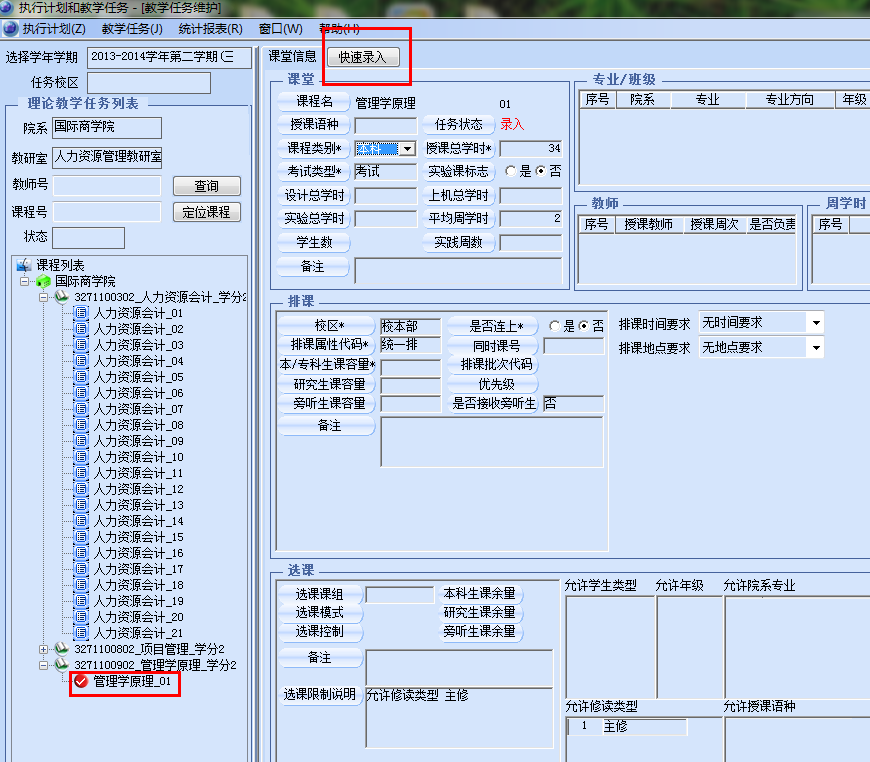 执行计划和教学任务 - [教学任务维护]
执行计划(Z) 教学任务(J) 统计报表(R) 窗口(W) 帮助(H)
选择学年学期 2013-2014学年第二学期(三
任务校区
理论教学任务列表
院系 国际商学院
教研室 人力资源管理教研室
教师号 查询
课程号 定位课程
状态
课程列表
国际商学院
3271100302_人力资源会计_学分2
人力资源会计_01
人力资源会计_02
人力资源会计_03
人力资源会计_04
人力资源会计_05
人力资源会计_06
人力资源会计_07
人力资源会计_08
人力资源会计_09
人力资源会计_10
人力资源会计_11
人力资源会计_12
人力资源会计_13
人力资源会计_14
人力资源会计_15
人力资源会计_16
人力资源会计_17
人力资源会计_18
人力资源会计_19
人力资源会计_20
人力资源会计_21
3271100802_项目管理_学分2
3271100902_管理学原理_学分2
管理学原理_01
课堂信息 快速录入
课堂
课程名 管理学原理 01
授课语种 任务状态 录入
课程类别* 本科 授课总学时* 34
考试类型* 考试 实验课标志 是 否
设计总学时 上机总学时
实验总学时 平均周学时 2
学生数 实践周数
备注
专业/班级
序号 院系 专业 专业方向 年级
教师
序号 授课教师 授课周次 是否负责
周学时
序号
排课
校区* 校本部 是否连上* 是 否
排课属性代码* 统一排 同时课号
本/专科生课容量* 排课批次代码
研究生课容量 优先级
旁听生课容量 是否接收旁听生 否
备注
排课时间要求 无时间要求
排课地点要求 无地点要求
选课
选课课组 本科生课余量
选课模式 研究生课余量
选课控制 旁听生课余量
备注
选课限制说明 允许修读类型 主修
允许学生类型 允许年级 允许院系专业
允许修读类型 允许授课语种
1 主修